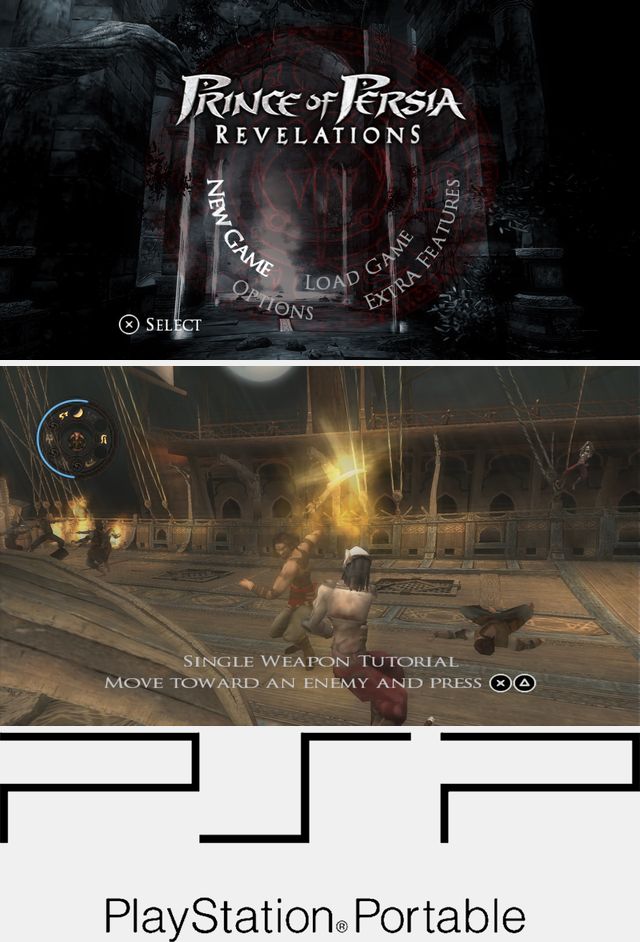 PRINCE OF PERSIA
REVELATIONS
NEW GAME
OPTIONS
LOAD GAME
EXTRA FEATURES
SELECT
SINGLE WEAPON TUTORIAL
MOVE TOWARD AN ENEMY AND PRESS
PSP
PlayStation®Portable